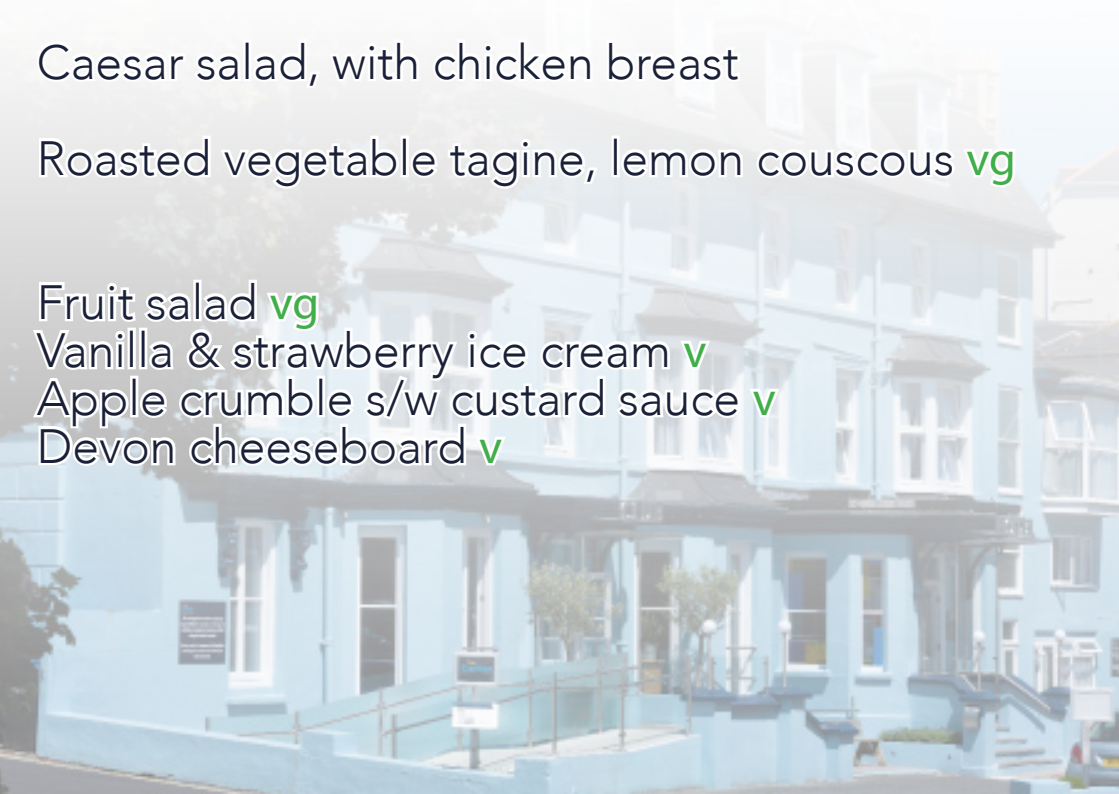 Caesar salad, with chicken breast
Roasted vegetable tagine, lemon couscous vg
Fruit salad vg
Vanilla & strawberry ice cream v
Apple crumble s/w custard sauce v
Devon cheeseboard v